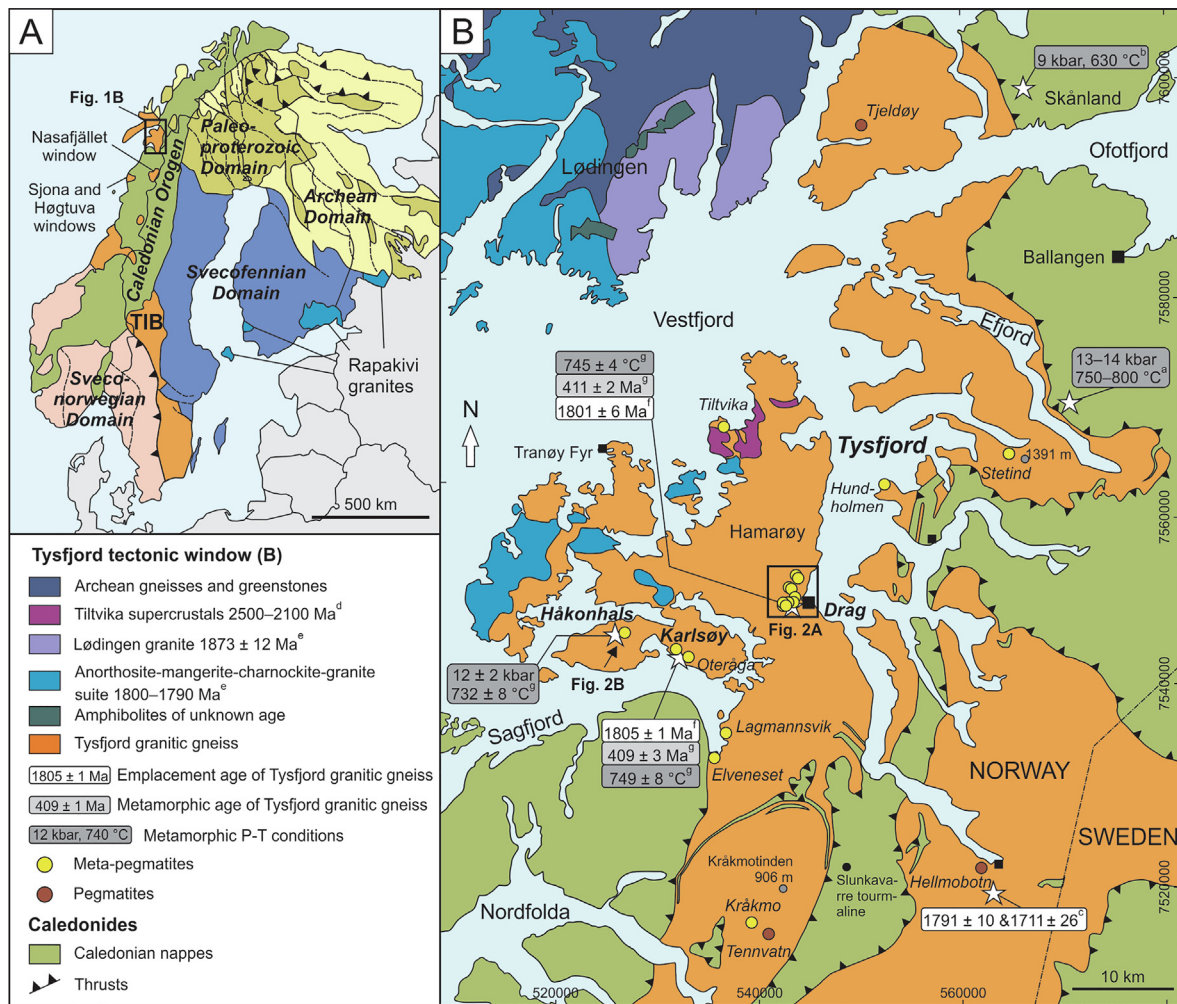 A
Fig. 1B
Nasafjället
window
Sjona and
Høgtuva
windows
Caledonian Orogen
Paleo-
proterozoic
Domain
Archean
Domain
Svecofennian
Domain
TIB
Rapakivi
granites
Sveco-
norwegian
Domain
500 km
Tysfjord tectonic window (B)
Archean gneisses and greenstones
Tiltvika supercrustals 2500–2100 Ma^d
Lødingen granite 1873 ± 12 Ma^e
Anorthosite-mangerite-charnockite-granite
suite 1800–1790 Ma^e
Amphibolites of unknown age
Tysfjord granitic gneiss
1805 ± 1 Ma Emplacement age of Tysfjord granitic gneiss
409 ± 1 Ma Metamorphic age of Tysfjord granitic gneiss
12 kbar, 740 °C Metamorphic P-T conditions
Meta-pegmatites
Pegmatites
Caledonides
Caledonian nappes
Thrusts
B
9 kbar, 630 °C^b
Skånland
7600000
Tjeldøy
Ofotfjord
Lødingen
Ballangen
7580000
Vestfjord
Efjord
745 ± 4 °C^g
411 ± 2 Ma^g
1801 ± 6 Ma^f
13–14 kbar
750–800 °C^a
N
Tiltvika
Tranøy Fyr
Tysfjord
1391 m
Stetind
Hund-
holmen
7560000
Hamarøy
Håkonhals
Karlsøy
Drag
Fig. 2A
Oteråga
12 ± 2 kbar
732 ± 8 °C^g
Fig. 2B
7540000
Sagfjord
1805 ± 1 Ma^f
409 ± 3 Ma^g
749 ± 8 °C^g
Lagmannsvik
Elveneset
NORWAY
SWEDEN
Kråkmotinden
906 m
Slunkava-
rre tourm-
aline
Hellmobotn
7520000
Kråkmo
1791 ± 10 &1711 ± 26^c
Nordfolda
Tennvatn
10 km
520000
540000
560000